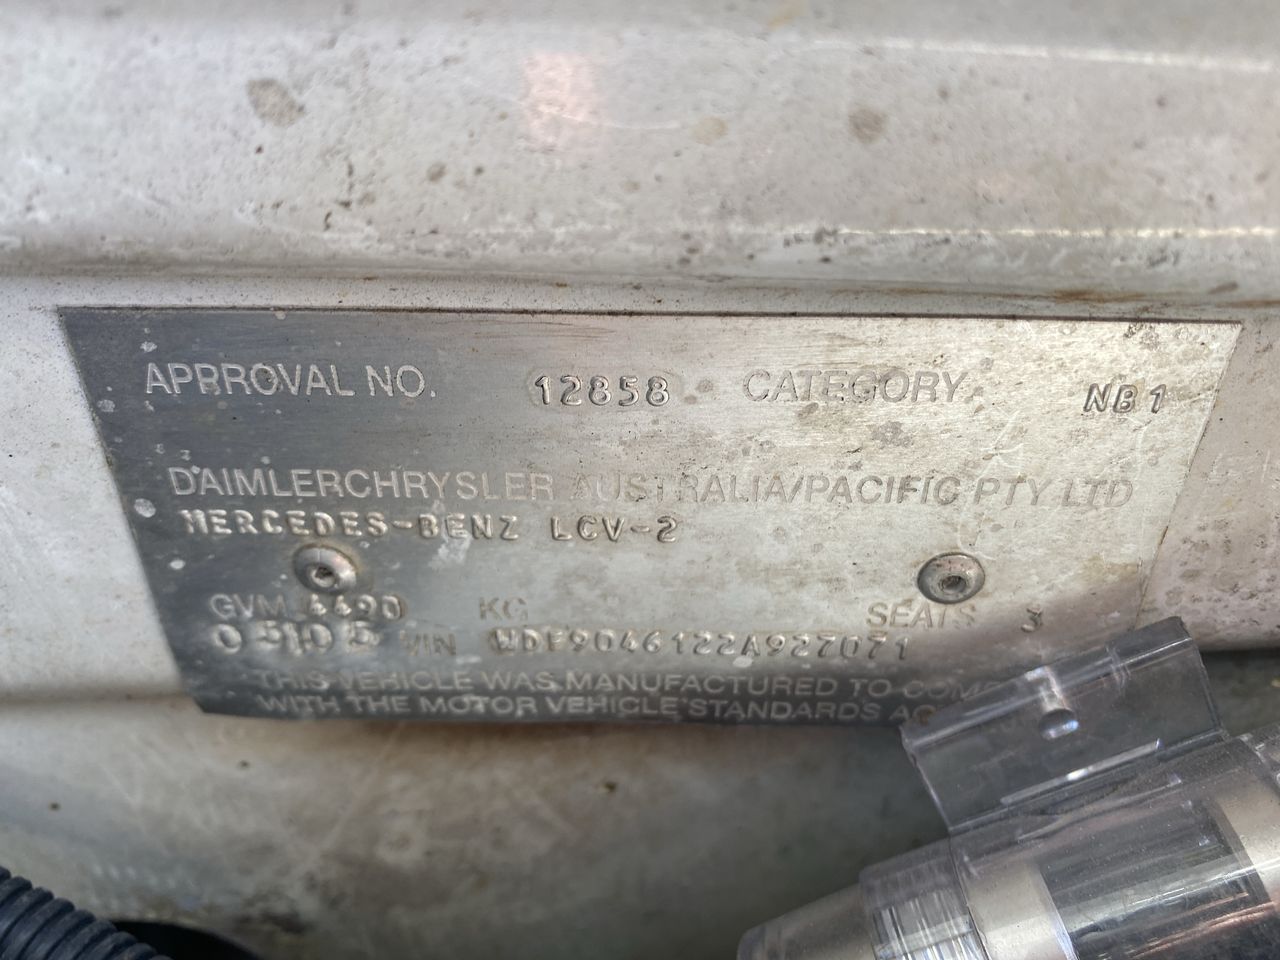 APPROVAL NO. 12858 CATEGORY NB1
DAIMLERCHRYSLER AUSTRALIA/PACIFIC PTY LTD
MERCEDES-BENZ LCV-2
GVM 4490 KG SEATS 3
VIN WDF9046122A927071
THIS VEHICLE WAS MANUFACTURED TO
WITH THE MOTOR VEHICLE STANDARDS